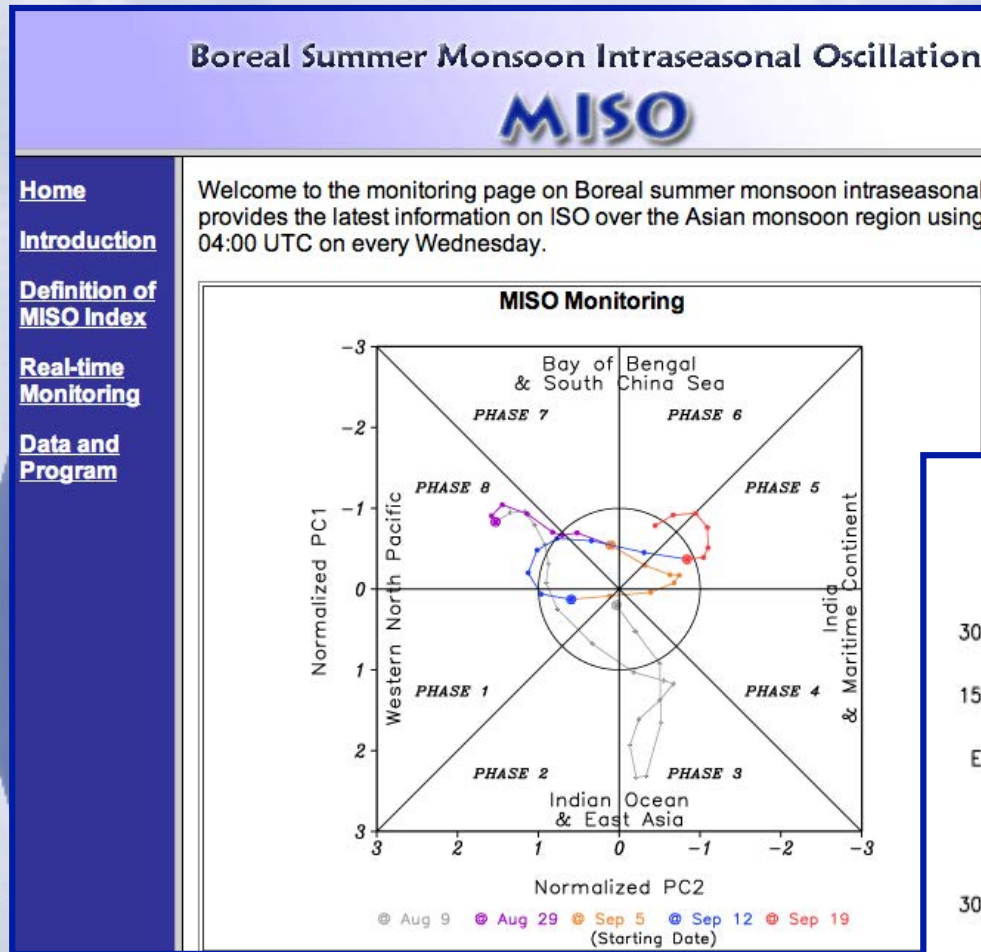 Boreal Summer Monsoon Intraseasonal Oscillation
MISO
Home
Introduction
Definition of
MISO Index
Real-time
Monitoring
Data and
Program
Welcome to the monitoring page on Boreal summer monsoon intraseasonal
provides the latest information on ISO over the Asian monsoon region using
04:00 UTC on every Wednesday.
MISO Monitoring
Bay of Bengal
& South China Sea
PHASE 7
PHASE 6
PHASE 8
PHASE 5
Western North Pacific
India
& Maritime Continent
PHASE 1
PHASE 4
PHASE 2
PHASE 3
Indian Ocean
& East Asia
Normalized PC1
-3
-2
-1
0
1
2
3
3 2 1 0 -1 -2 -3
Normalized PC2
@ Aug 9 @ Aug 29 @ Sep 5 @ Sep 12 @ Sep 19
(Starting Date)
30
15
E
30